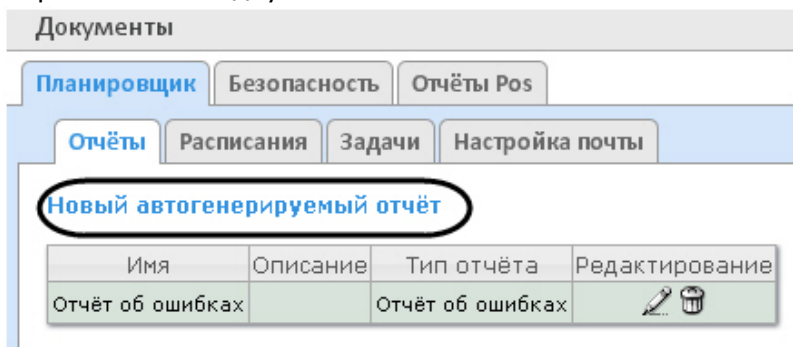 Документы
Планировщик Безопасность Отчёты Pos
Отчёты Расписания Задачи Настройка почты
Новый автогенерируемый отчёт
Имя Описание Тип отчёта Редактирование
Отчёт об ошибках Отчёт об ошибках